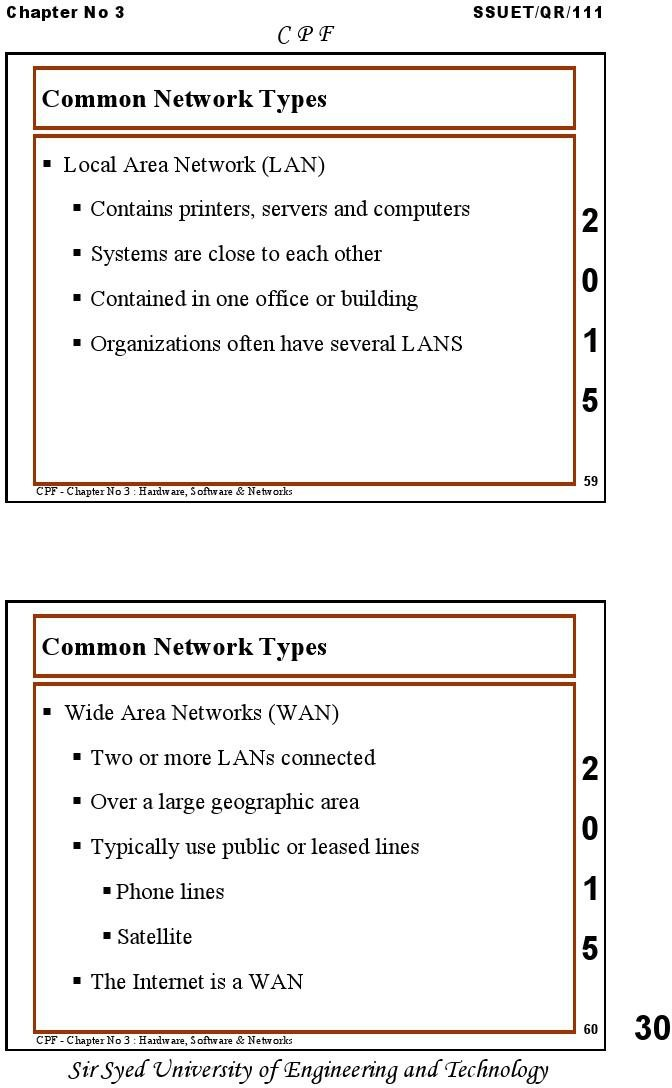 Chapter No 3 SSUET/QR/111
C P F
Common Network Types
▪ Local Area Network (LAN)
▪ Contains printers, servers and computers
▪ Systems are close to each other
▪ Contained in one office or building
▪ Organizations often have several LANS
2
0
1
5
59
CPF - Chapter No 3 : Hardware, Software & Networks
Common Network Types
▪ Wide Area Networks (WAN)
▪ Two or more LANs connected
▪ Over a large geographic area
▪ Typically use public or leased lines
▪ Phone lines
▪ Satellite
▪ The Internet is a WAN
2
0
1
5
60
30
CPF - Chapter No 3 : Hardware, Software & Networks
Sir Syed University of Engineering and Technology